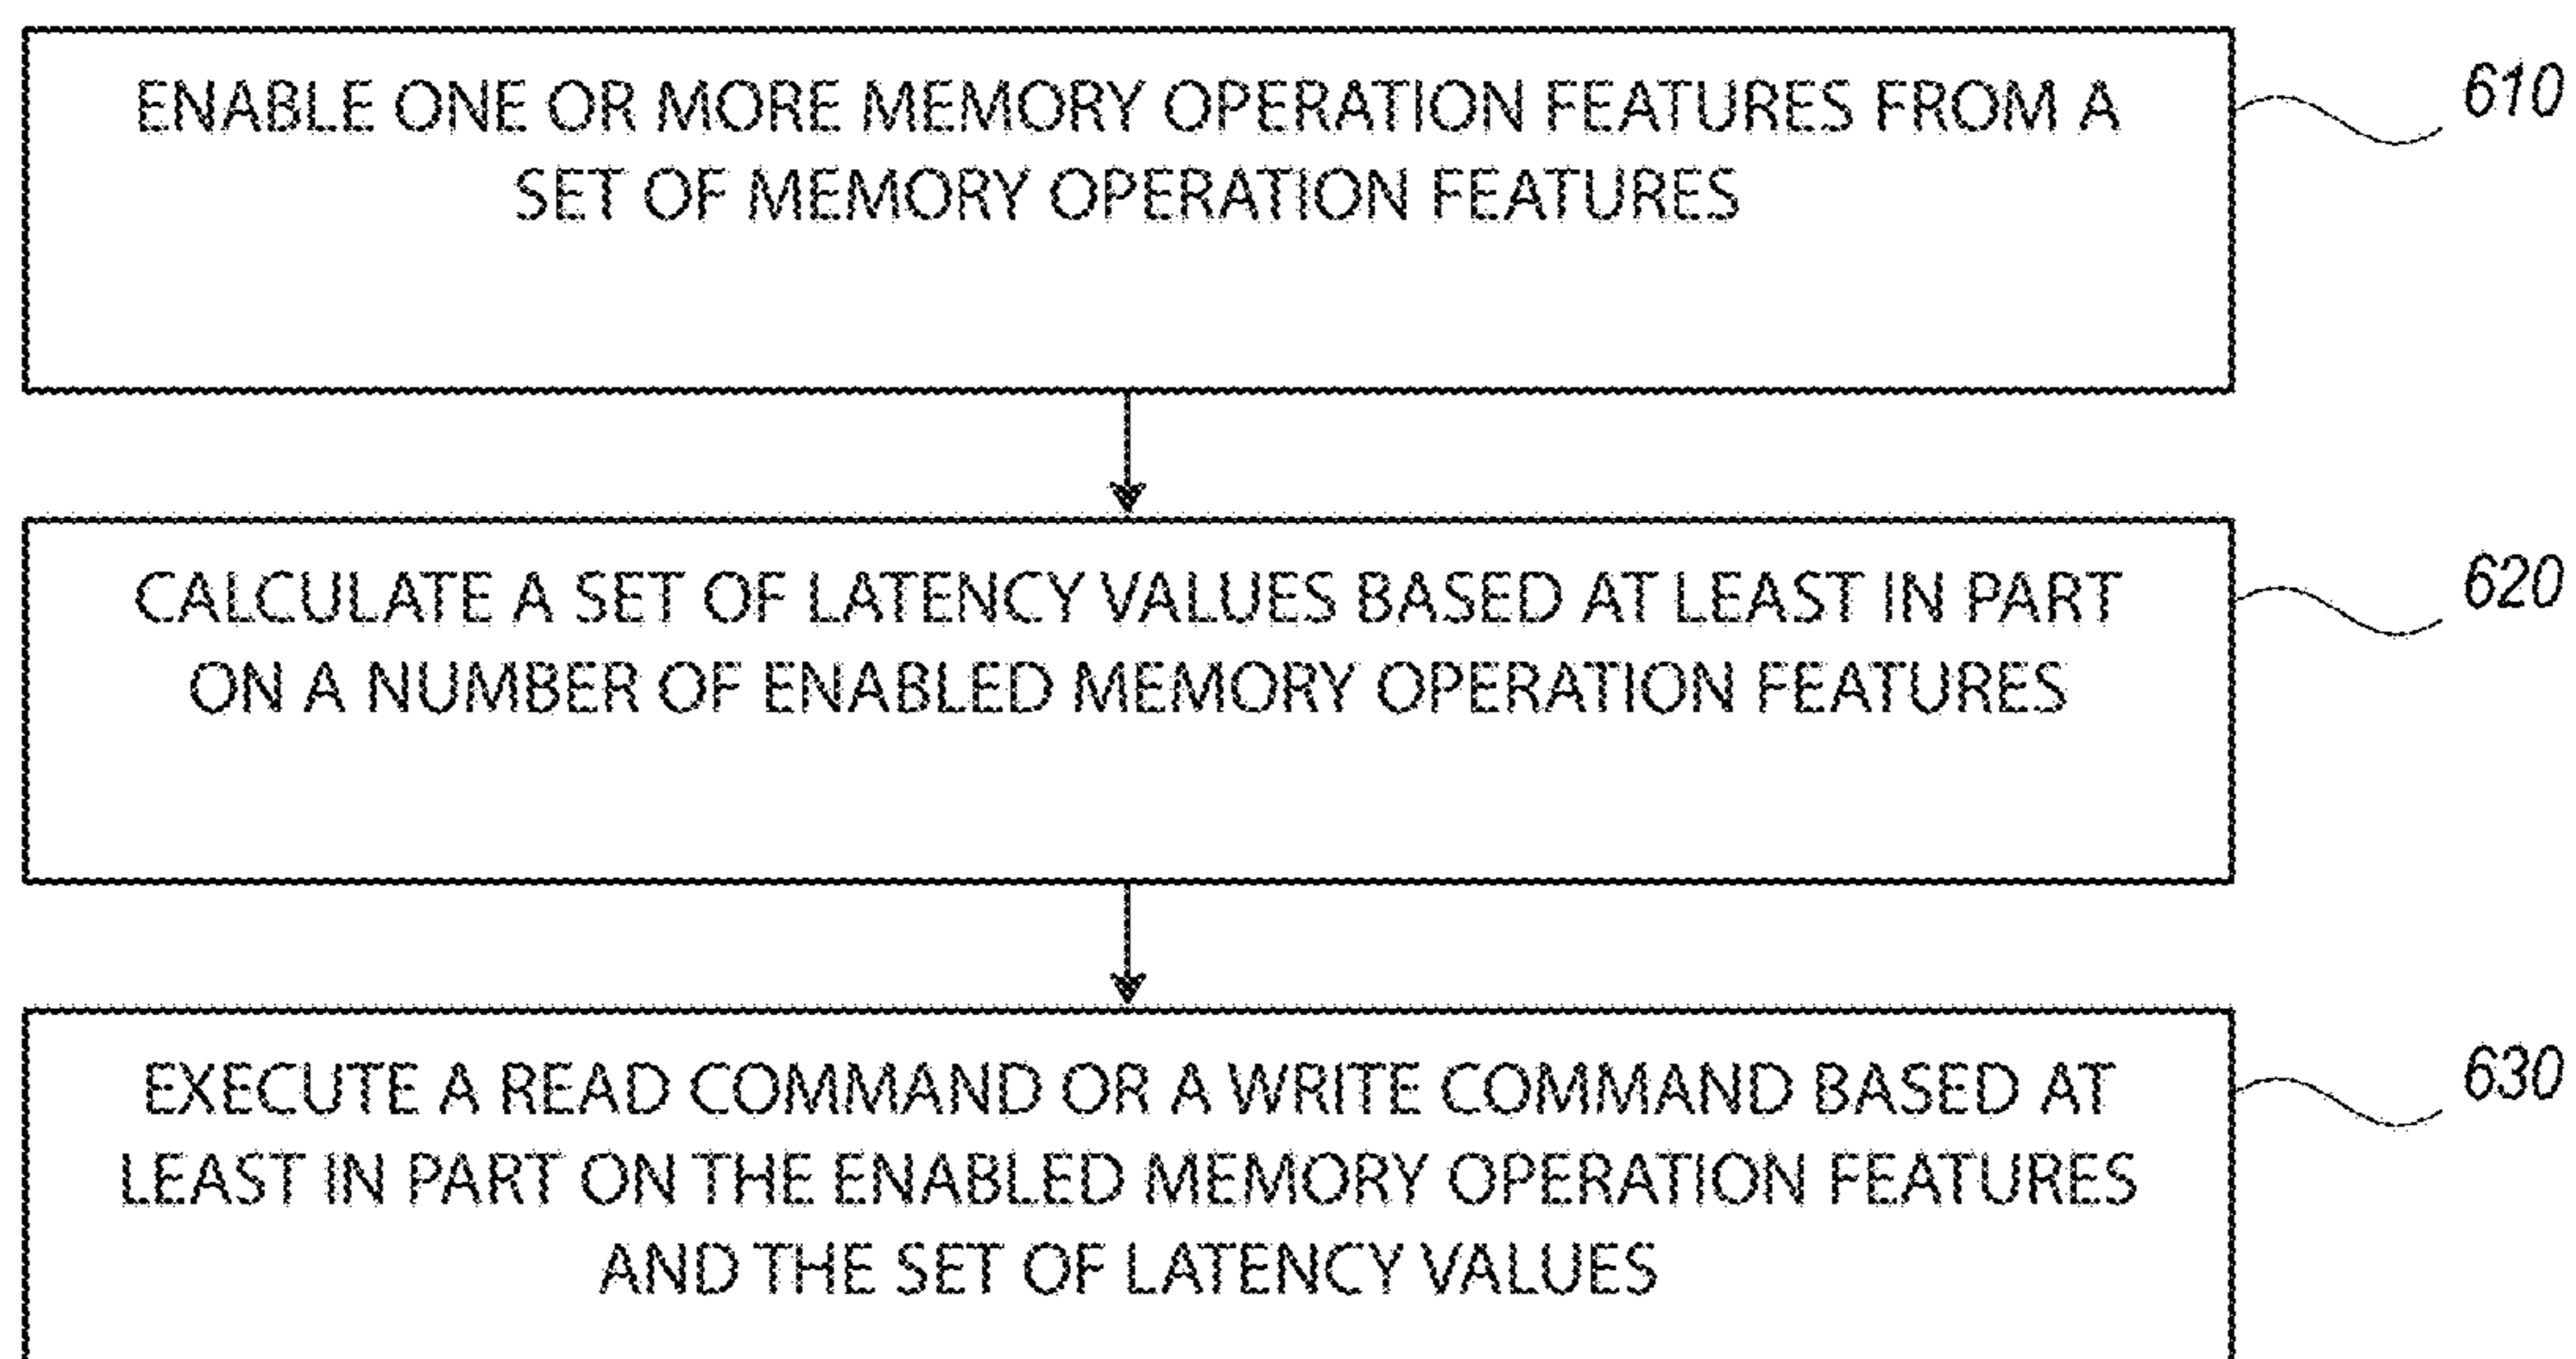 ENABLE ONE OR MORE MEMORY OPERATION FEATURES FROM A
SET OF MEMORY OPERATION FEATURES
610
CALCULATE A SET OF LATENCY VALUES BASED AT LEAST IN PART
ON A NUMBER OF ENABLED MEMORY OPERATION FEATURES
620
EXECUTE A READ COMMAND OR A WRITE COMMAND BASED AT
LEAST IN PART ON THE ENABLED MEMORY OPERATION FEATURES
AND THE SET OF LATENCY VALUES
630